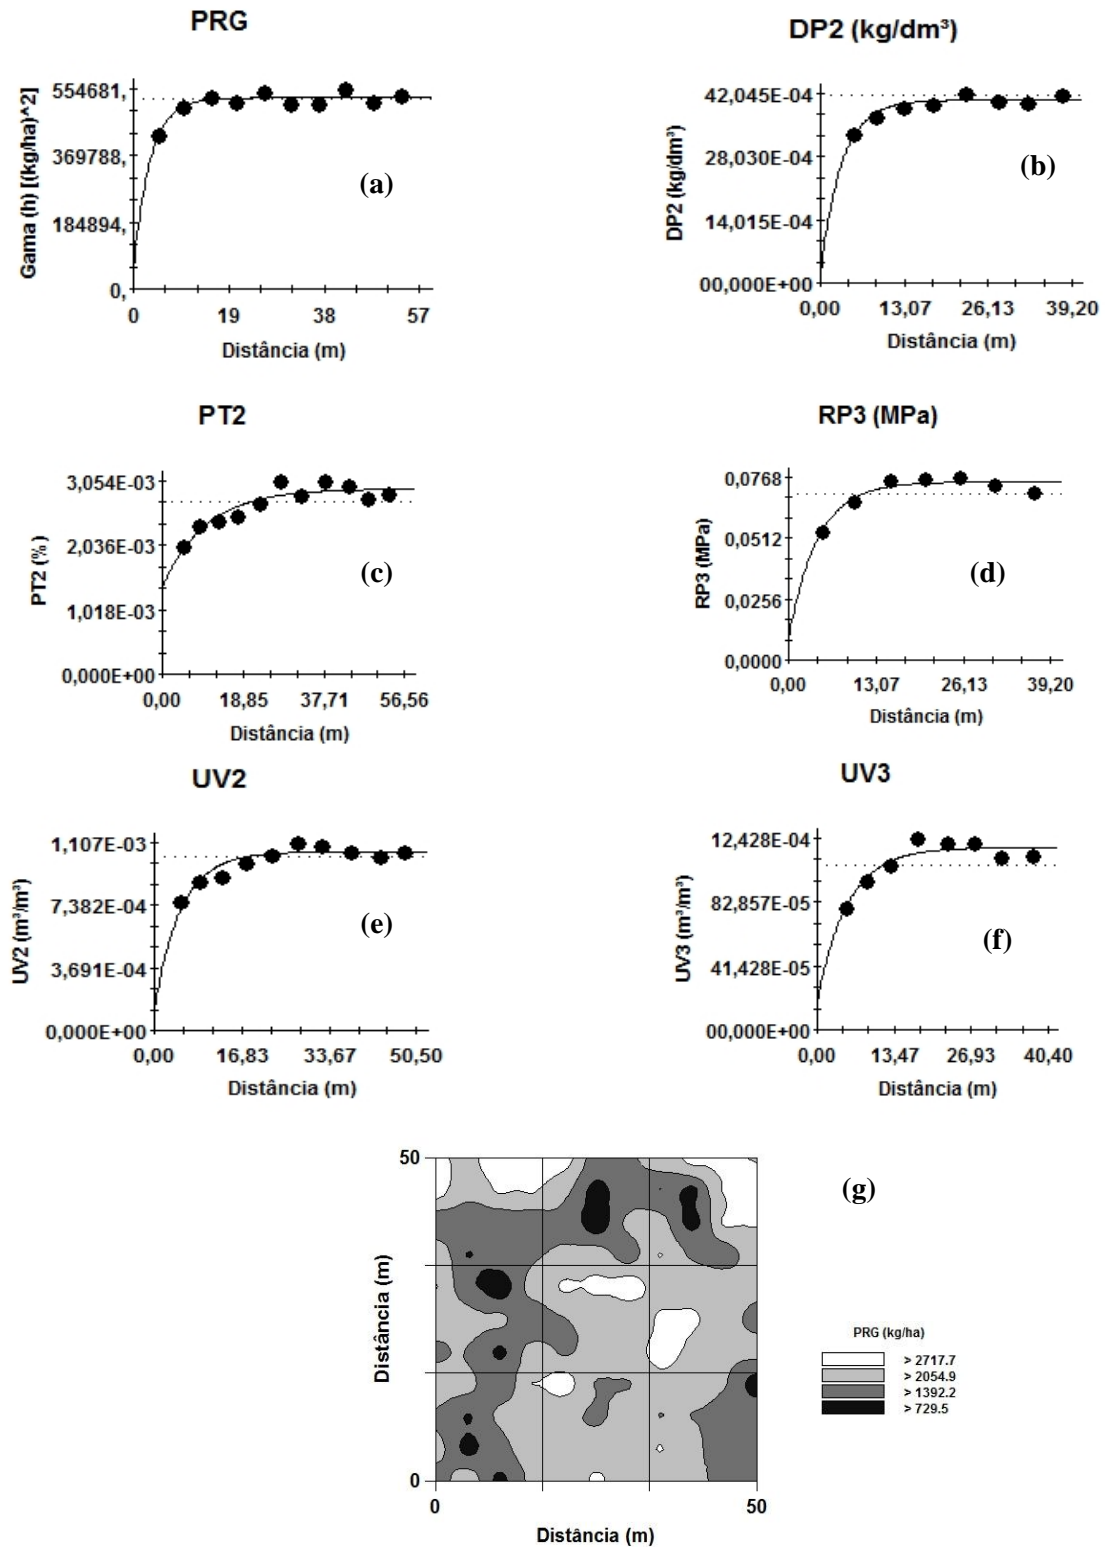 PRG
554681,
369788,
184894,
0,
0 19 38 57
Gama (h) [(kg/ha)^2]
Distância (m)
(a)
DP2 (kg/dm³)
42,045E-04
28,030E-04
14,015E-04
00,000E+00
0,00 13,07 26,13 39,20
DP2 (kg/dm³)
Distância (m)
(b)
PT2
3,054E-03
2,036E-03
1,018E-03
0,000E+00
0,00 18,85 37,71 56,56
PT2 (%)
Distância (m)
(c)
RP3 (MPa)
0,0768
0,0512
0,0256
0,0000
0,00 13,07 26,13 39,20
RP3 (MPa)
Distância (m)
(d)
UV2
1,107E-03
7,382E-04
3,691E-04
0,000E+00
0,00 16,83 33,67 50,50
UV2 (m³/m³)
Distância (m)
(e)
UV3
12,428E-04
82,857E-05
41,428E-05
00,000E+00
0,00 13,47 26,93 40,40
UV3 (m³/m³)
Distância (m)
(f)
50
0
0 50
Distância (m)
Distância (m)
(g)
PRG (kg/ha)
> 2717.7
> 2054.9
> 1392.2
> 729.5